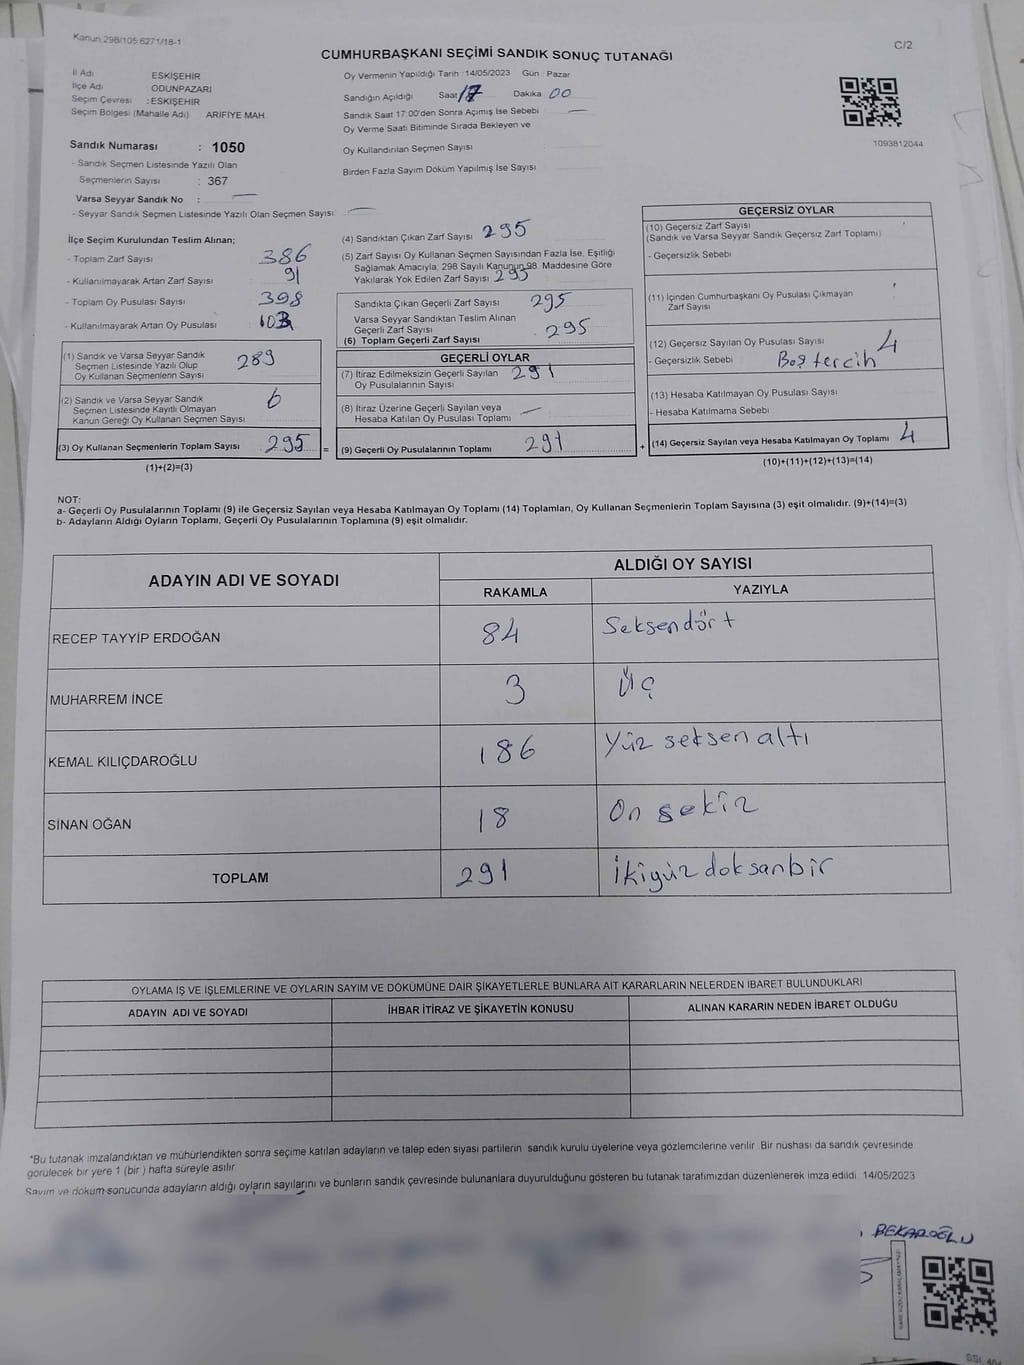 Kanun 298/105 6271/18-1
C/2
CUMHURBAŞKANI SEÇİMİ SANDIK SONUÇ TUTANAĞI
İl Adı ESKİŞEHİR
İlçe Adı ODUNPAZARI
Seçim Çevresi : ESKİŞEHİR
Seçim Bölgesi (Mahalle Adı) ARİFİYE MAH.
Oy Vermenin Yapıldığı Tarih : 14/05/2023 Gün : Pazar
Sandığın Açıldığı Saat 17 Dakika 00
Sandık Saat 17:00'den Sonra Açımış İse Sebebi —
Oy Verme Saati Bitiminde Sırada Bekleyen ve
Oy Kullandırılan Seçmen Sayısı
Birden Fazla Sayım Döküm Yapılmış İse Sayısı
1093812044
Sandık Numarası : 1050
- Sandık Seçmen Listesinde Yazılı Olan
Seçmenlerin Sayısı : 367
Varsa Seyyar Sandık No : —
- Seyyar Sandık Seçmen Listesinde Yazılı Olan Seçmen Sayısı —
İlçe Seçim Kurulundan Teslim Alınan;
- Toplam Zarf Sayısı 386
- Kullanılmayarak Artan Zarf Sayısı 91
- Toplam Oy Pusulası Sayısı 398
- Kullanılmayarak Artan Oy Pusulası
(1) Sandık ve Varsa Seyyar Sandık
Seçmen Listesinde Yazılı Olup
Oy Kullanan Seçmenlerin Sayısı 289
(2) Sandık ve Varsa Seyyar Sandık
Seçmen Listesinde Kayıtlı Olmayan
Kanun Gereği Oy Kullanan Seçmen Sayısı 6
(3) Oy Kullanan Seçmenlerin Toplam Sayısı 295 =
(1)+(2)=(3)
(4) Sandıktan Çıkan Zarf Sayısı 295
(5) Zarf Sayısı Oy Kullanan Seçmen Sayısından Fazla İse, Eşitliği
Sağlamak Amacıyla; 298 Sayılı Kanunun 98. Maddesine Göre
Yakılarak Yok Edilen Zarf Sayısı 295
Sandıkta Çıkan Geçerli Zarf Sayısı 295
Varsa Seyyar Sandıktan Teslim Alınan
Geçerli Zarf Sayısı
(6) Toplam Geçerli Zarf Sayısı 295
GEÇERLİ OYLAR
(7) İtiraz Edilmeksizin Geçerli Sayılan 291
Oy Pusulalarının Sayısı
(8) İtiraz Üzerine Geçerli Sayılan veya —
Hesaba Katılan Oy Pusulası Toplamı
(9) Geçerli Oy Pusulalarının Toplamı 291 +
GEÇERSİZ OYLAR
(10) Geçersiz Zarf Sayısı
(Sandık ve Varsa Seyyar Sandık Geçersiz Zarf Toplamı)
- Geçersizlik Sebebi
(11) İçinden Cumhurbaşkanı Oy Pusulası Çıkmayan
Zarf Sayısı
(12) Geçersiz Sayılan Oy Pusulası Sayısı 4
- Geçersizlik Sebebi Boş tercih
(13) Hesaba Katılmayan Oy Pusulası Sayısı
- Hesaba Katılmama Sebebi
(14) Geçersiz Sayılan veya Hesaba Katılmayan Oy Toplamı 4
(10)+(11)+(12)+(13)=(14)
NOT:
a- Geçerli Oy Pusulalarının Toplamı (9) ile Geçersiz Sayılan veya Hesaba Katılmayan Oy Toplamı (14) Toplamları, Oy Kullanan Seçmenlerin Toplam Sayısına (3) eşit olmalıdır. (9)+(14)=(3)
b- Adayların Aldığı Oyların Toplamı, Geçerli Oy Pusulalarının Toplamına (9) eşit olmalıdır.
ADAYIN ADI VE SOYADI
ALDIĞI OY SAYISI
RAKAMLA YAZIYLA
RECEP TAYYİP ERDOĞAN 84 Seksendört
MUHARREM İNCE 3 Üç
KEMAL KILIÇDAROĞLU 186 Yüz seksen altı
SİNAN OĞAN 18 On sekiz
TOPLAM 291 İkiyüz doksanbir
OYLAMA İŞ VE İŞLEMLERİNE VE OYLARIN SAYIM VE DÖKÜMÜNE DAİR ŞİKAYETLERLE BUNLARA AİT KARARLARIN NELERDEN İBARET BULUNDUKLARI
ADAYIN ADI VE SOYADI İHBAR İTİRAZ VE ŞİKAYETİN KONUSU ALINAN KARARIN NEDEN İBARET OLDUĞU
*Bu tutanak imzalandıktan ve mühürlendikten sonra seçime katılan adayların ve talep eden siyasi partilerin sandık kurulu üyelerine veya gözlemcilerine verilir. Bir nüshası da sandık çevresinde
görülecek bir yere 1 (bir) hafta süreyle asılır.
Sayım ve döküm sonucunda adayların aldığı oyların sayılarını ve bunların sandık çevresinde bulunanlara duyurulduğunu gösteren bu tutanak tarafımızdan düzenlenerek imza edildi. 14/05/2023
BEKAROĞLU